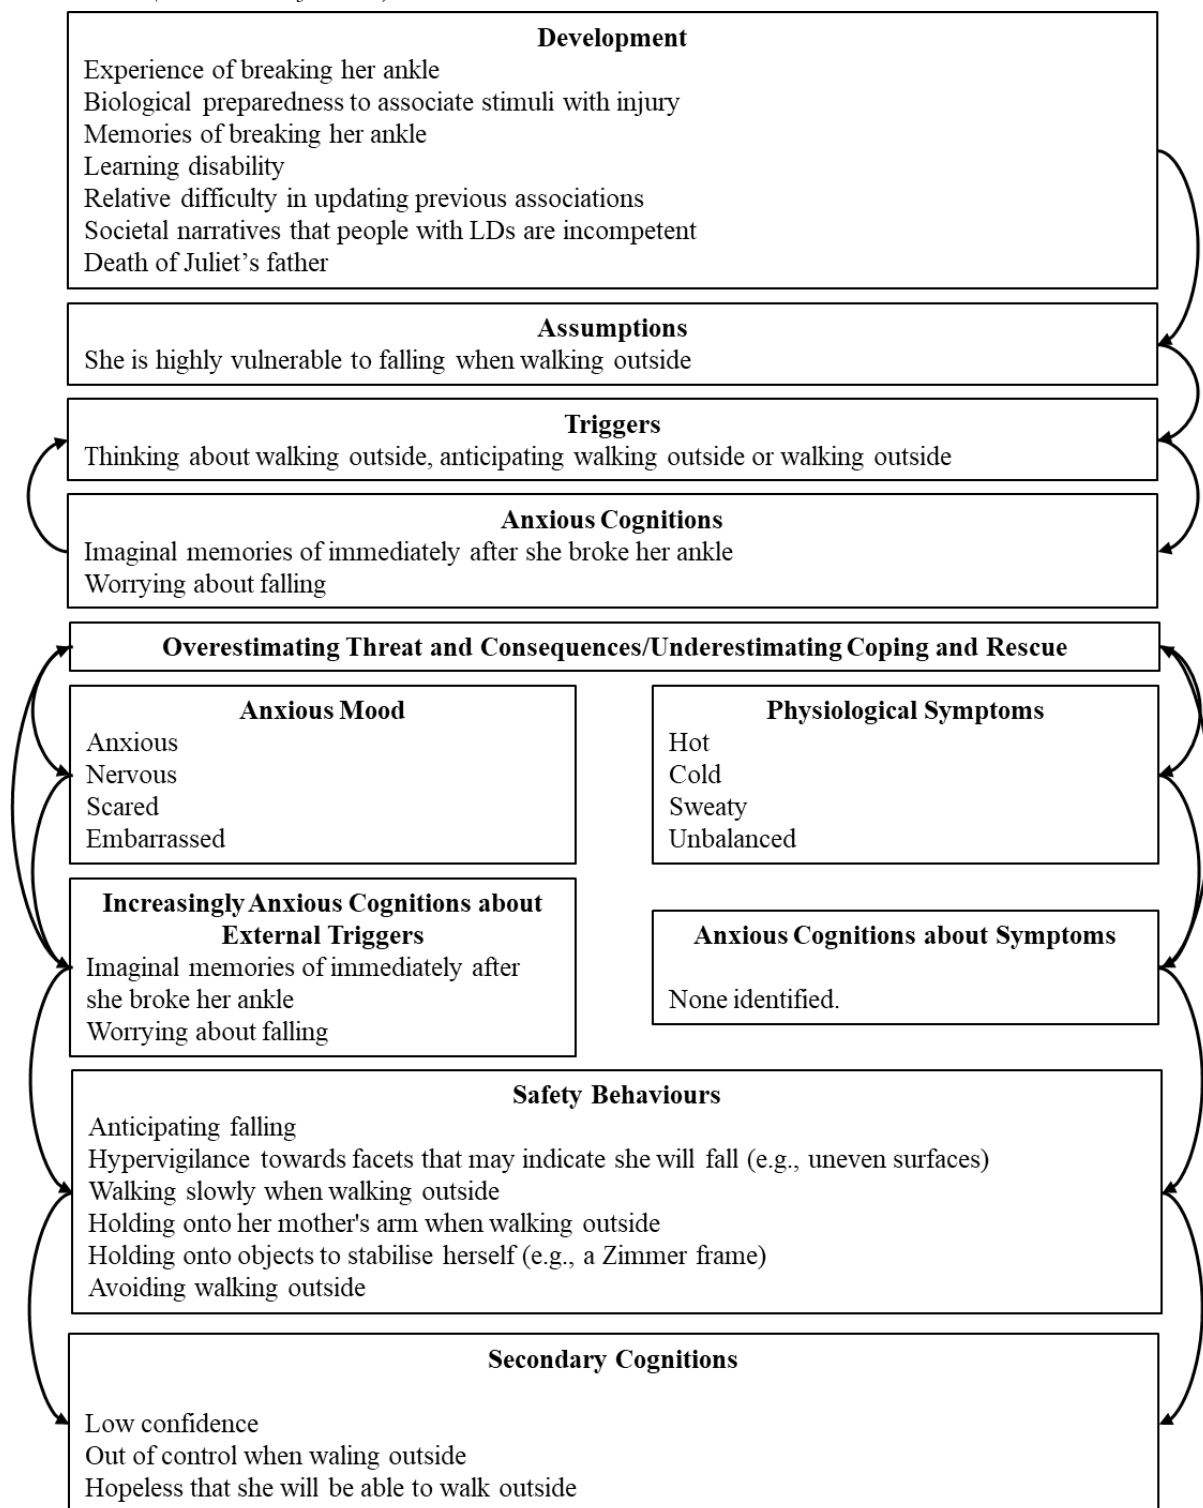 Development
Experience of breaking her ankle
Biological preparedness to associate stimuli with injury
Memories of breaking her ankle
Learning disability
Relative difficulty in updating previous associations
Societal narratives that people with LDs are incompetent
Death of Juliet’s father
Assumptions
She is highly vulnerable to falling when walking outside
Triggers
Thinking about walking outside, anticipating walking outside or walking outside
Anxious Cognitions
Imaginal memories of immediately after she broke her ankle
Worrying about falling
Overestimating Threat and Consequences/Underestimating Coping and Rescue
Anxious Mood
Anxious
Nervous
Scared
Embarrassed
Physiological Symptoms
Hot
Cold
Sweaty
Unbalanced
Increasingly Anxious Cognitions about
External Triggers
Imaginal memories of immediately after
she broke her ankle
Worrying about falling
Anxious Cognitions about Symptoms
None identified.
Safety Behaviours
Anticipating falling
Hypervigilance towards facets that may indicate she will fall (e.g., uneven surfaces)
Walking slowly when walking outside
Holding onto her mother's arm when walking outside
Holding onto objects to stabilise herself (e.g., a Zimmer frame)
Avoiding walking outside
Secondary Cognitions
Low confidence
Out of control when waling outside
Hopeless that she will be able to walk outside